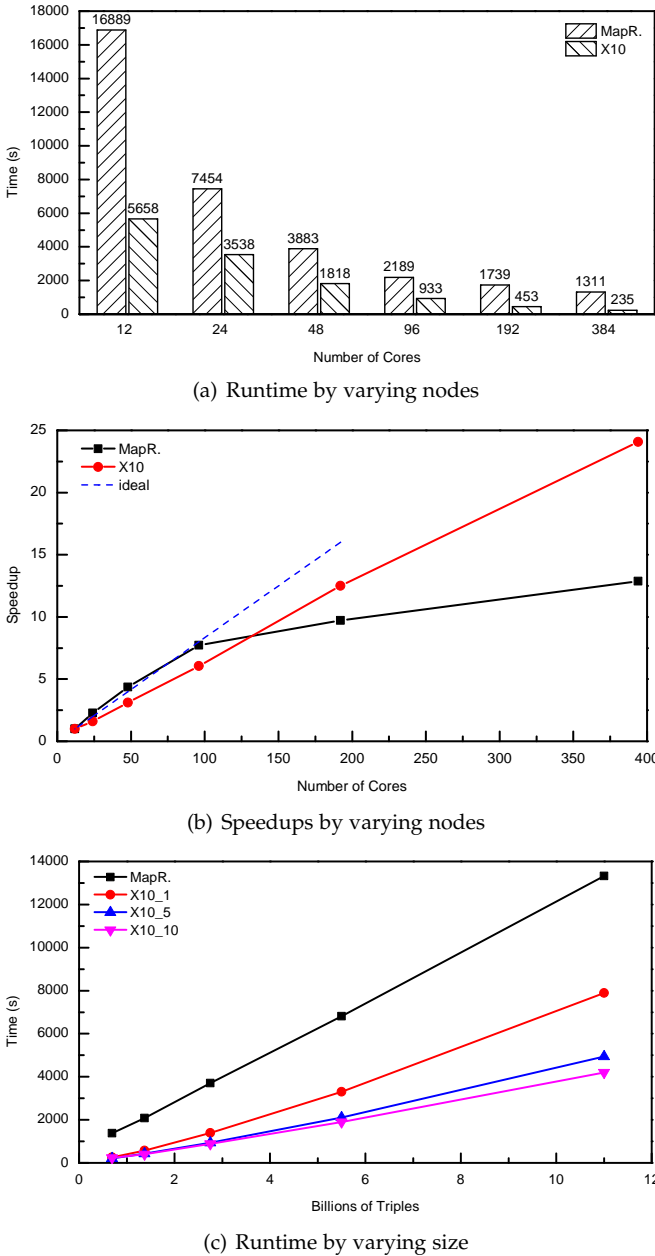 18000
16000
14000
12000
10000
8000
6000
4000
2000
0
Time (s)
16889
5658
7454
3538
3883
1818
2189
933
1739
453
1311
235
MapR.
X10
12 24 48 96 192 384
Number of Cores
(a) Runtime by varying nodes
25
20
15
10
5
0
Speedup
MapR.
X10
ideal
0 50 100 150 200 250 300 350 400
Number of Cores
(b) Speedups by varying nodes
14000
12000
10000
8000
6000
4000
2000
0
Time (s)
MapR.
X10_1
X10_5
X10_10
0 2 4 6 8 10 12
Billions of Triples
(c) Runtime by varying size